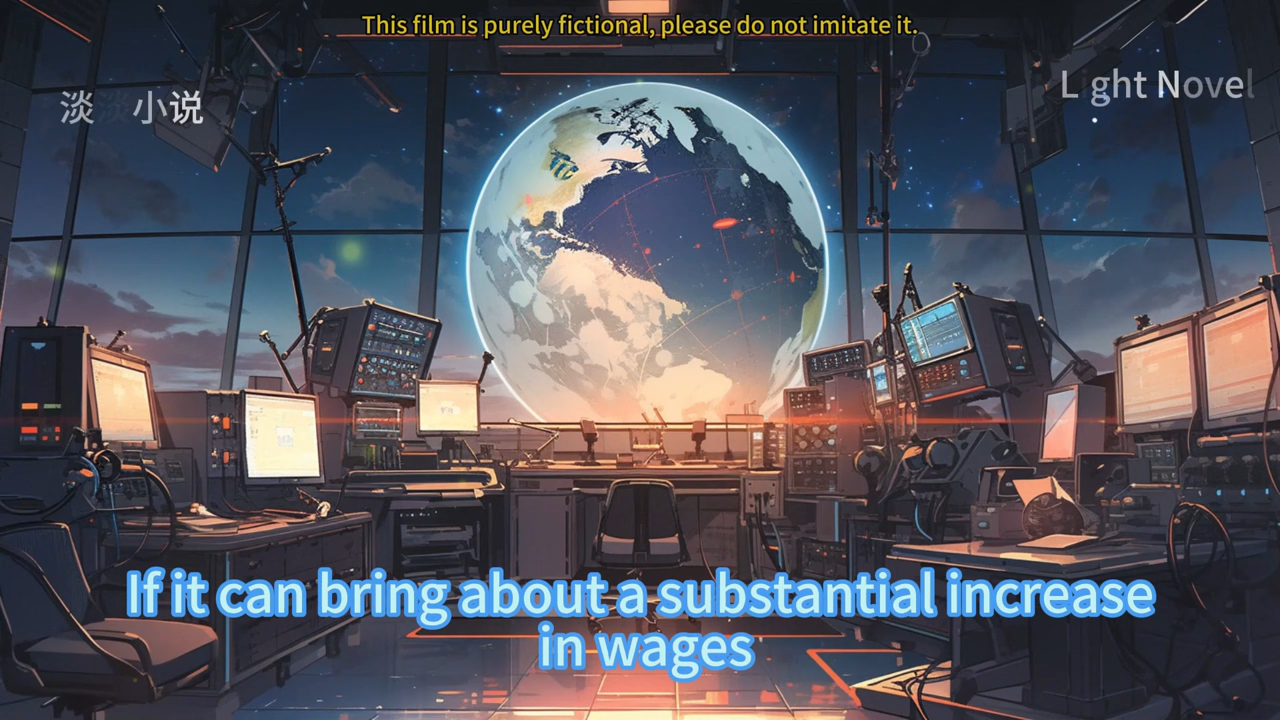 This film is purely fictional, please do not imitate it.
淡淡小说
Light Novel
If it can bring about a substantial increase
in wages